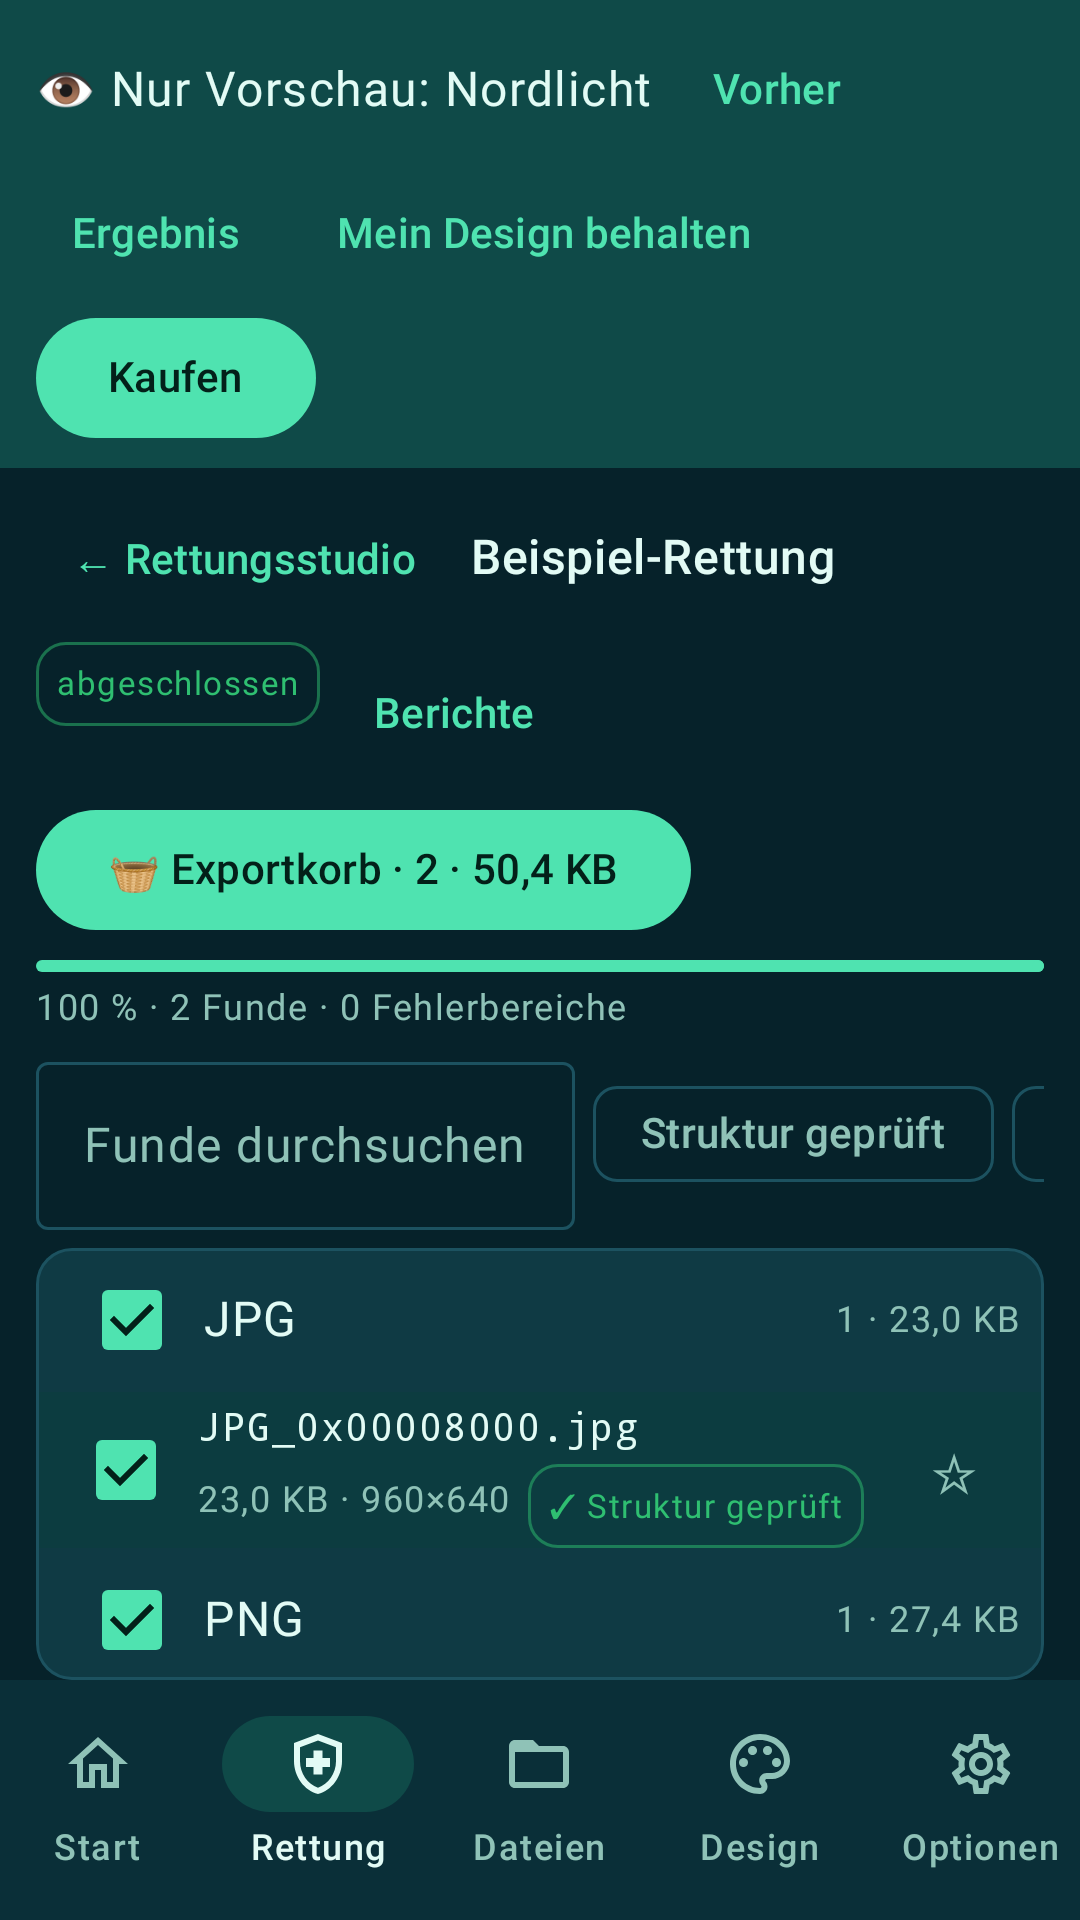 👁️ Nur Vorschau: Nordlicht Vorher
Ergebnis Mein Design behalten
Kaufen
← Rettungsstudio Beispiel-Rettung
abgeschlossen
Berichte
🧺 Exportkorb · 2 · 50,4 KB
100 % · 2 Funde · 0 Fehlerbereiche
Funde durchsuchen Struktur geprüft
JPG 1 · 23,0 KB
JPG_0x00008000.jpg
23,0 KB · 960×640 ✓ Struktur geprüft
PNG 1 · 27,4 KB
Start Rettung Dateien Design Optionen